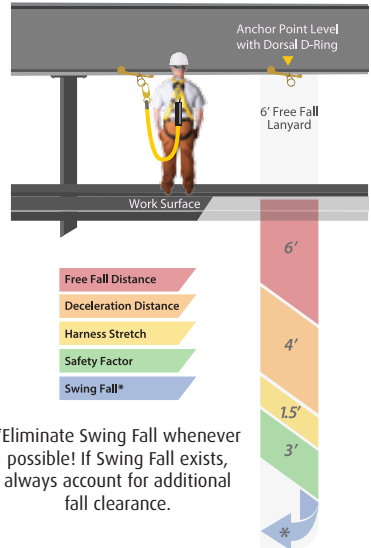 Anchor Point Level
with Dorsal D-Ring
6' Free Fall
Lanyard
Work Surface
6'
Free Fall Distance
Deceleration Distance
4'
Harness Stretch
Safety Factor
1.5'
Swing Fall*
3'
*Eliminate Swing Fall whenever
possible! If Swing Fall exists,
always account for additional
fall clearance.
*